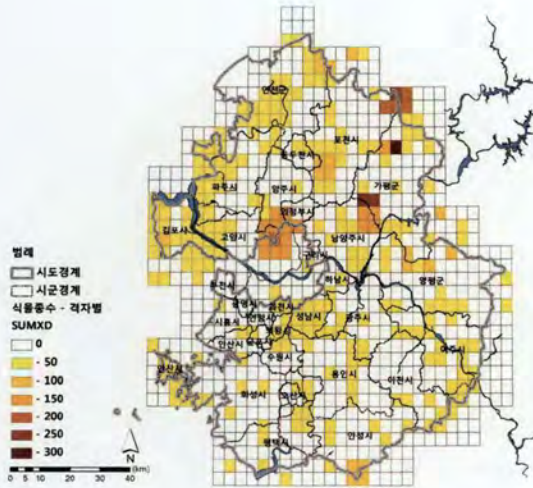 연천군
포천시
동두천시
파주시
양주시
가평군
의정부시
김포시
고양시
남양주시
구리시
하남시
양평군
부천시
광명시
과천시
시흥시
안양시
성남시
광주시
의왕시
안산시
군포시
수원시
여주시
안산시
용인시
이천시
화성시
오산시
평택시
안성시
범례
시도경계
시군경계
식물종수 - 격자별
SUMXD
0
- 50
- 100
- 150
- 200
- 250
- 300
N
0 5 10 20 30 40
(km)